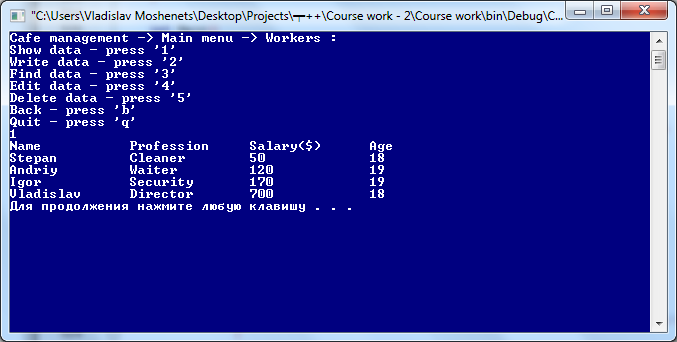 "C:\Users\Vladislav Moshenets\Desktop\Projects\┬++\Course work - 2\Course work\bin\Debug\C...
Cafe management -> Main menu -> Workers :
Show data - press '1'
Write data - press '2'
Find data - press '3'
Edit data - press '4'
Delete data - press '5'
Back - press 'b'
Quit - press 'q'
1
Name Profession Salary($) Age
Stepan Cleaner 50 18
Andriy Waiter 120 19
Igor Security 170 19
Vladislav Director 700 18
Для продолжения нажмите любую клавишу . . .